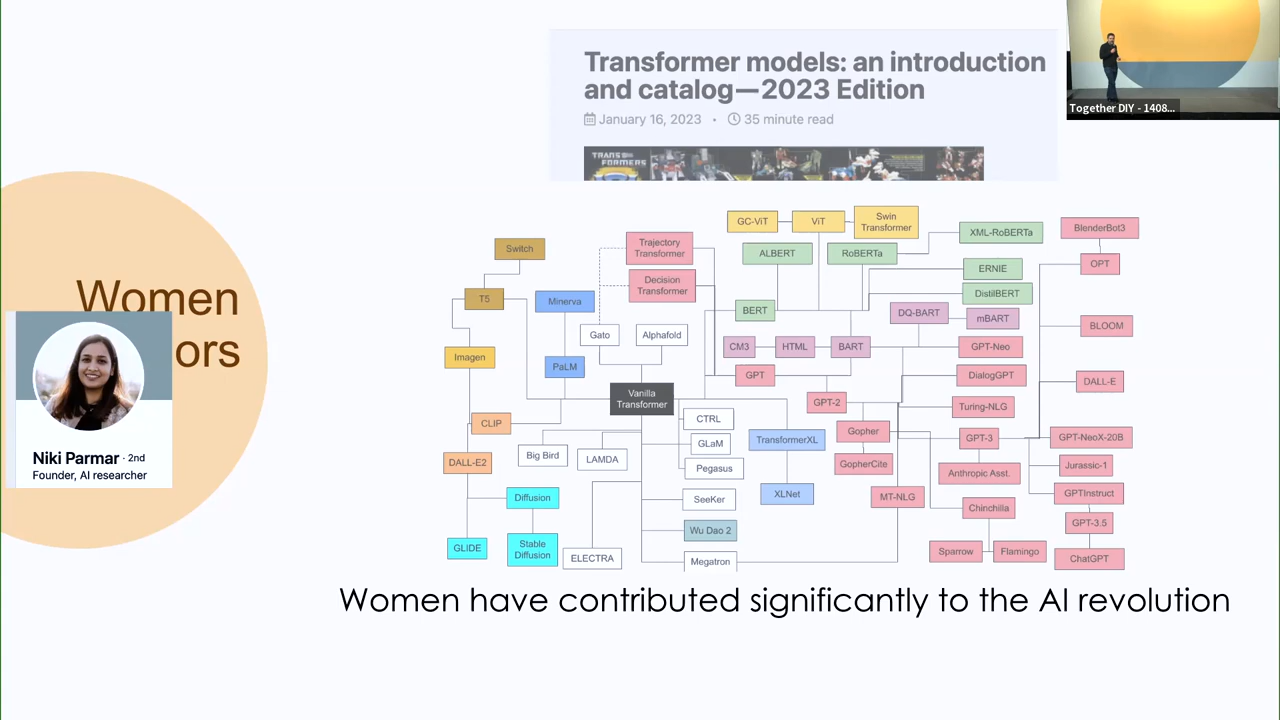 Transformer models: an introduction
and catalog—2023 Edition
January 16, 2023 • 35 minute read
TRANSFORMERS
Together DIY - 1408...
Women
ors
Niki Parmar · 2nd
Founder, AI researcher
Switch
T5
Imagen
CLIP
DALL-E2
Diffusion
GLIDE
Stable
Diffusion
Minerva
PaLM
Trajectory
Transformer
Decision
Transformer
Gato
Alphafold
Vanilla
Transformer
Big Bird
LAMDA
ELECTRA
CTRL
GLaM
Pegasus
SeeKer
Wu Dao 2
Megatron
GC-ViT
ViT
Swin
Transformer
ALBERT
RoBERTa
XML-RoBERTa
ERNIE
DistilBERT
BERT
DQ-BART
mBART
CM3
HTML
BART
GPT
GPT-2
TransformerXL
XLNet
Gopher
GopherCite
MT-NLG
GPT-Neo
DialogGPT
Turing-NLG
GPT-3
Anthropic Asst.
Chinchilla
Sparrow
Flamingo
BlenderBot3
OPT
BLOOM
DALL-E
GPT-NeoX-20B
Jurassic-1
GPTInstruct
GPT-3.5
ChatGPT
Women have contributed significantly to the AI revolution